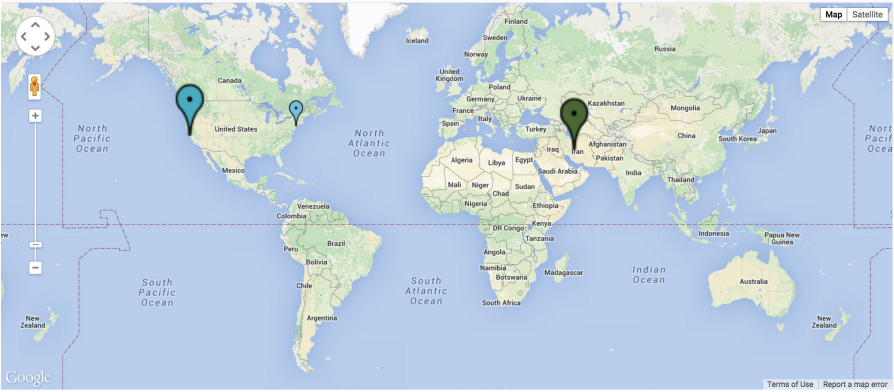 Map
Satellite
Finland
Iceland
Sweden
Norway
Russia
Canada
United
Kingdom
Poland
Germany
Ukraine
Kazakhstan
France
Mongolia
Italy
Spain
Turkey
North
Pacific
Ocean
United States
North
Atlantic
Ocean
China
Japan
South Korea
Iraq
Iran
Afghanistan
Pakistan
North
Pacif
Ocea
Algeria
Libya
Egypt
Saudi Arabia
Mexico
India
Thailand
Mali
Niger
Chad
Sudan
Nigeria
Ethiopia
Venezuela
Colombia
Kenya
DR Congo
Tanzania
Indonesia
Papua New
Guinea
ew
Peru
Brazil
Bolivia
Angola
Namibia
Botswana
Madagascar
Indian
Ocean
South
Pacific
Ocean
Chile
South
Atlantic
Ocean
South Africa
Australia
Argentina
New
Zealand
New
Zealand
Google
Terms of Use
Report a map error